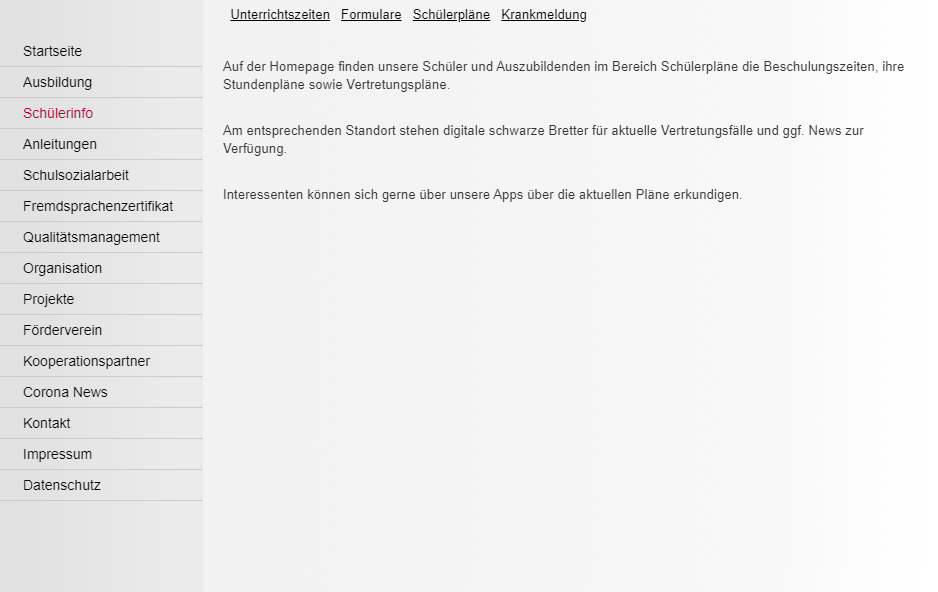 Unterrichtszeiten Formulare Schülerpläne Krankmeldung
Startseite
Ausbildung
Schülerinfo
Anleitungen
Schulsozialarbeit
Fremdsprachenzertifikat
Qualitätsmanagement
Organisation
Projekte
Förderverein
Kooperationspartner
Corona News
Kontakt
Impressum
Datenschutz
Auf der Homepage finden unsere Schüler und Auszubildenden im Bereich Schülerpläne die Beschulungszeiten, ihre
Stundenpläne sowie Vertretungspläne.
Am entsprechenden Standort stehen digitale schwarze Bretter für aktuelle Vertretungsfälle und ggf. News zur
Verfügung.
Interessenten können sich gerne über unsere Apps über die aktuellen Pläne erkundigen.